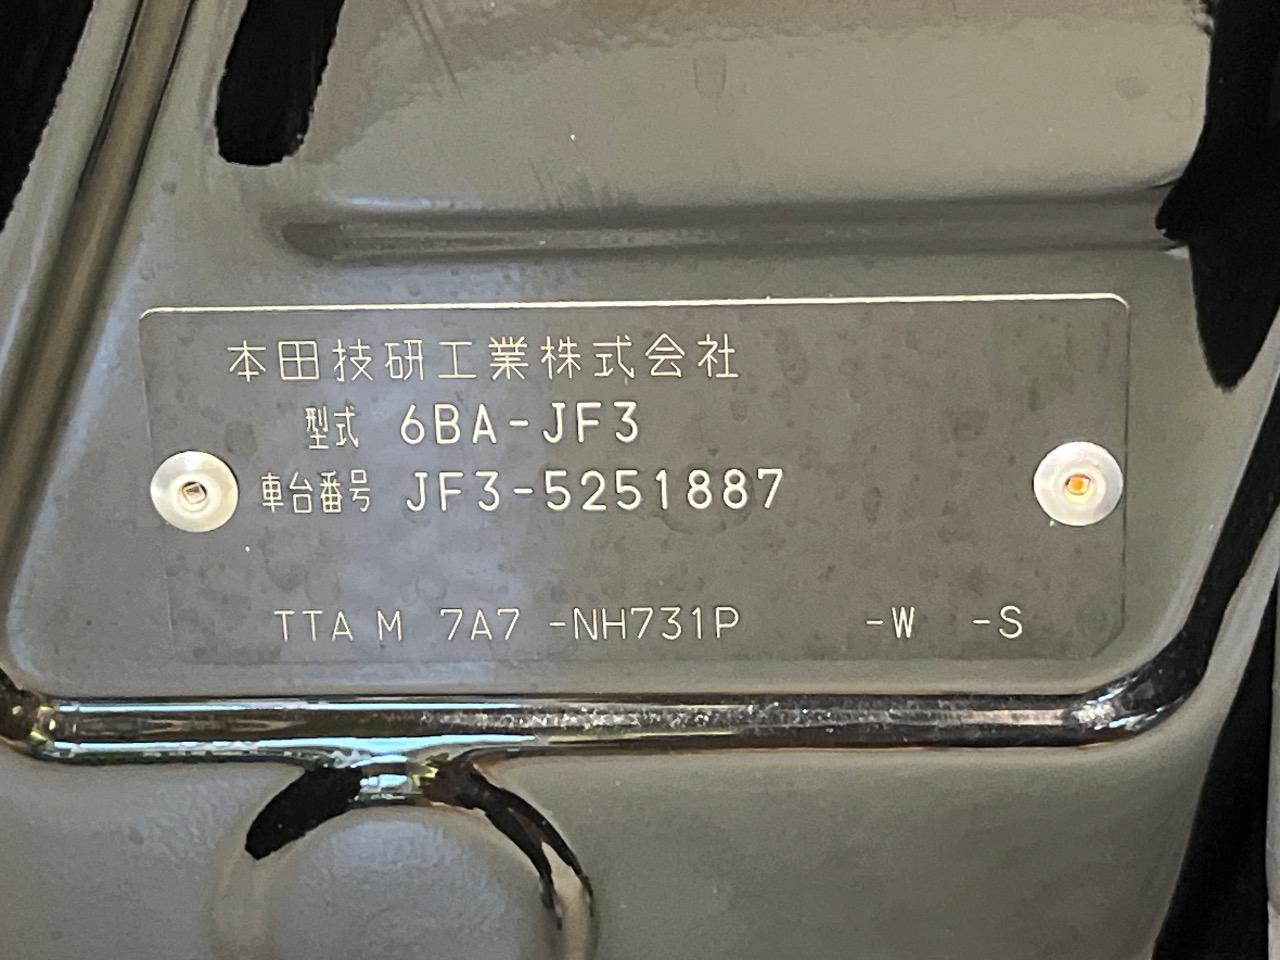 本田技研工業株式会社
型式 6BA-JF3
車台番号 JF3-5251887
TTA M 7A7 -NH731P -W -S